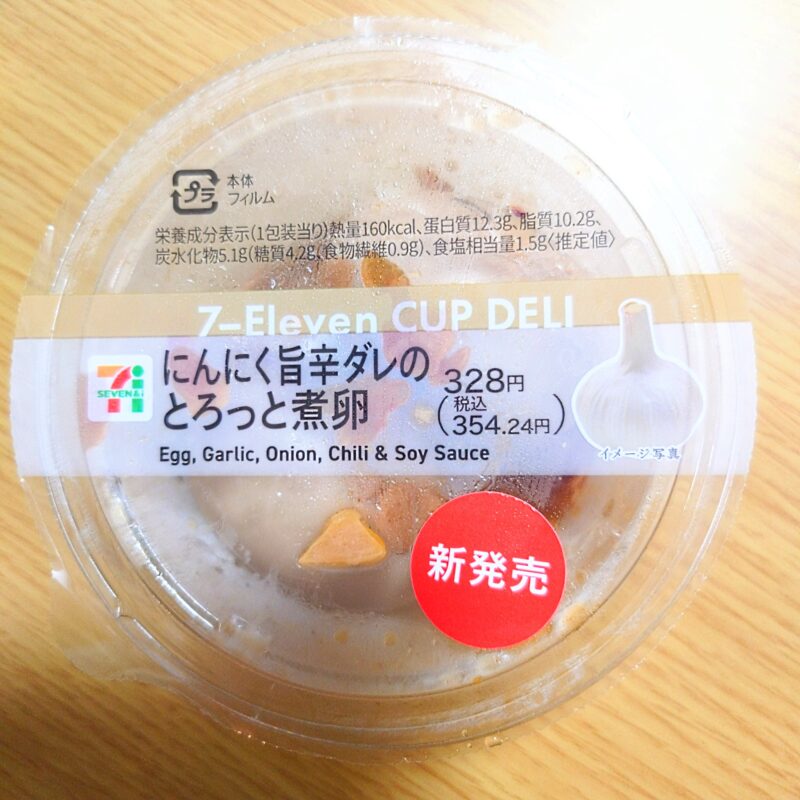 プラ
本体
フィルム
栄養成分表示(1包装当り)熱量160kcal、蛋白質12.3g、脂質10.2g、
炭水化物5.1g(糖質4.2g、食物繊維0.9g)、食塩相当量1.5g〈推定値〉
7-Eleven CUP DELI
SEVEN&i
にんにく旨辛ダレの
とろっと煮卵
328円
(税込
354.24円)
Egg, Garlic, Onion, Chili & Soy Sauce
イメージ写真
新発売